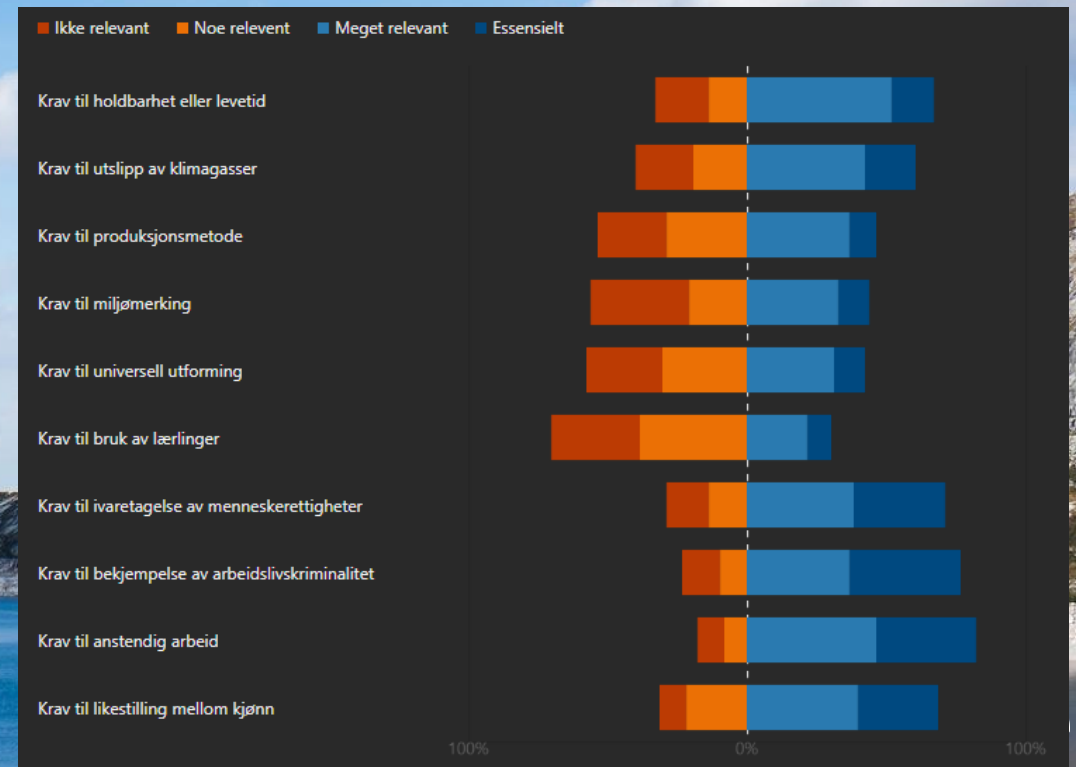 Ikke relevant Noe relevent Meget relevant Essensielt
Krav til holdbarhet eller levetid
Krav til utslipp av klimagasser
Krav til produksjonsmetode
Krav til miljømerking
Krav til universell utforming
Krav til bruk av lærlinger
Krav til ivaretagelse av menneskerettigheter
Krav til bekjempelse av arbeidslivskriminalitet
Krav til anstendig arbeid
Krav til likestilling mellom kjønn
100% 0% 100%